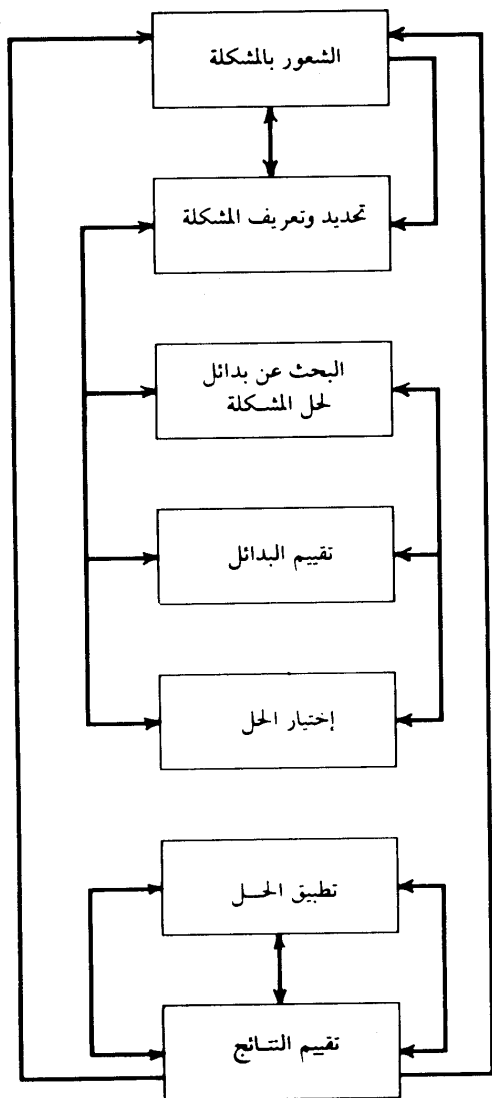 الشعور بالمشكلة
تحديد وتعريف المشكلة
البحث عن بدائل
لحل المشكلة
تقييم البدائل
إختيار الحل
تطبيق الحل
تقييم النتائج